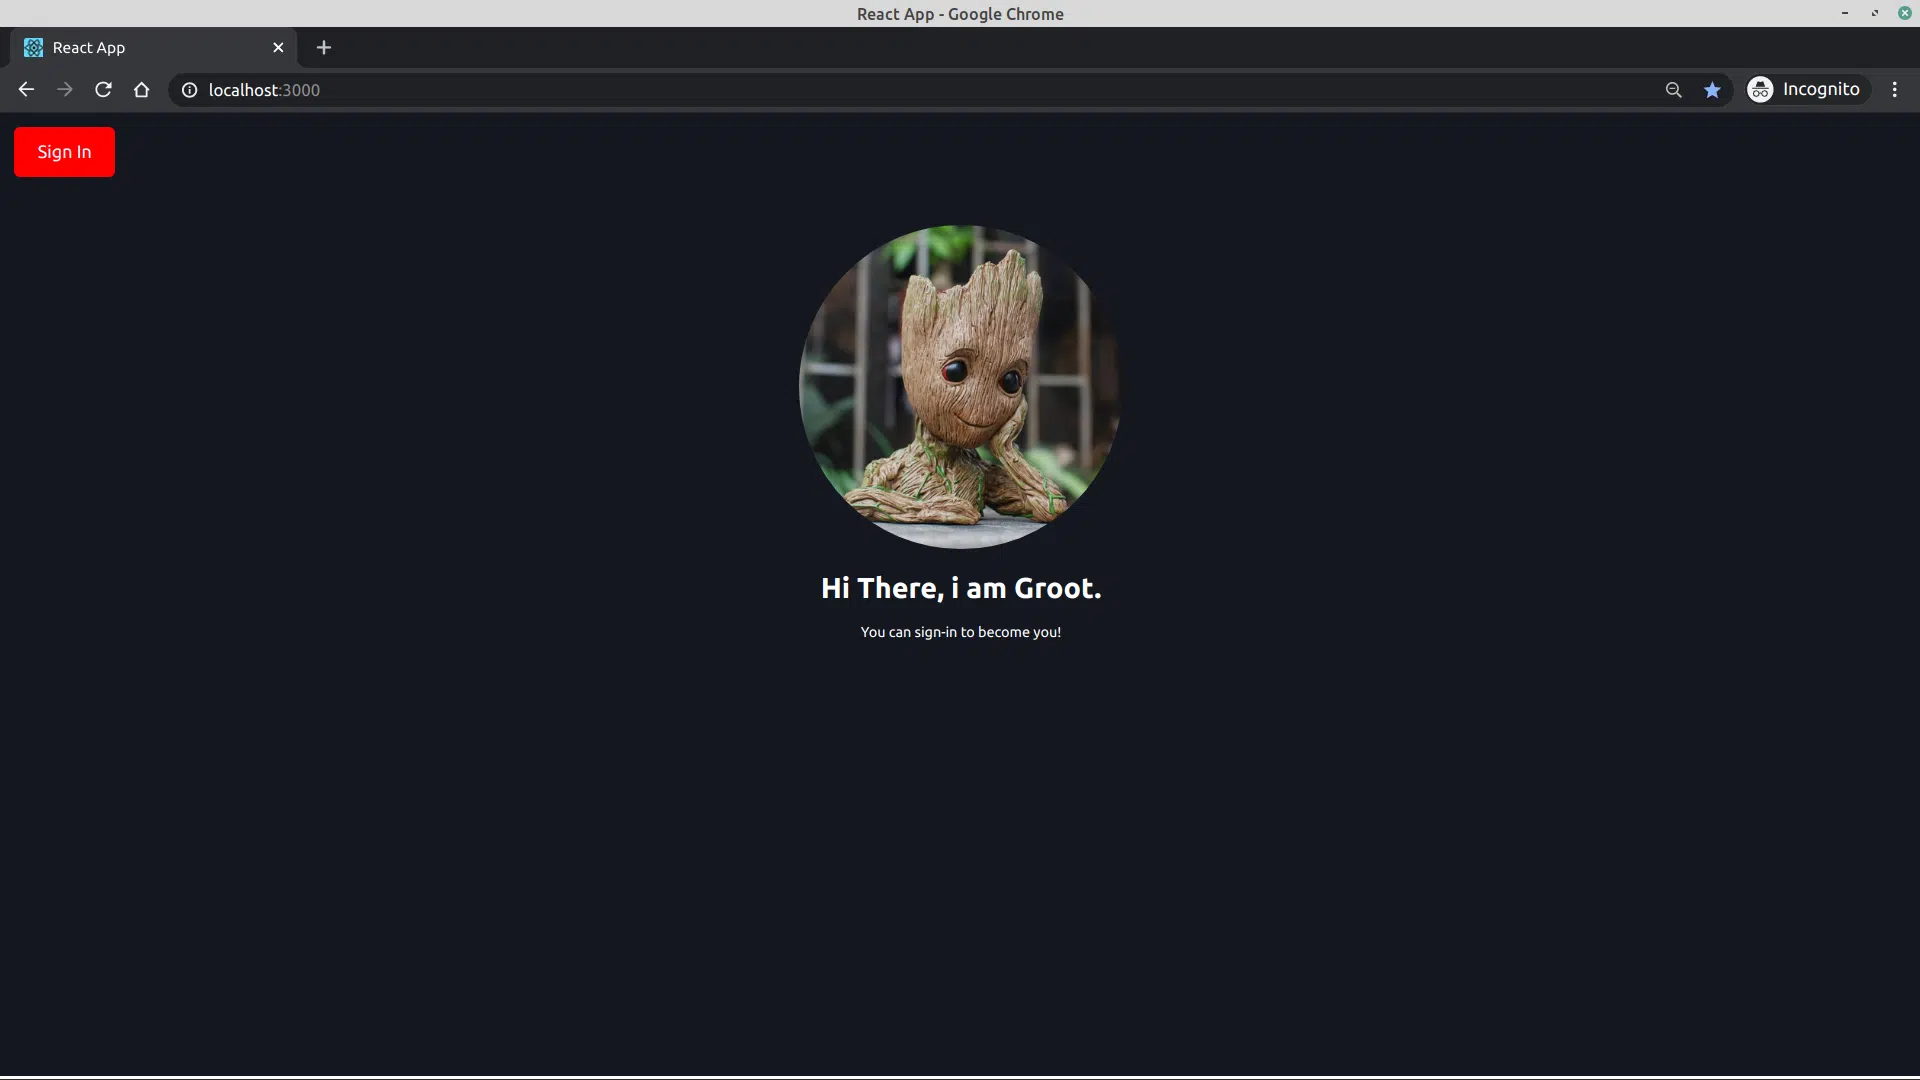 React App - Google Chrome
React App
localhost:3000
Incognito
Sign In
Hi There, i am Groot.
You can sign-in to become you!